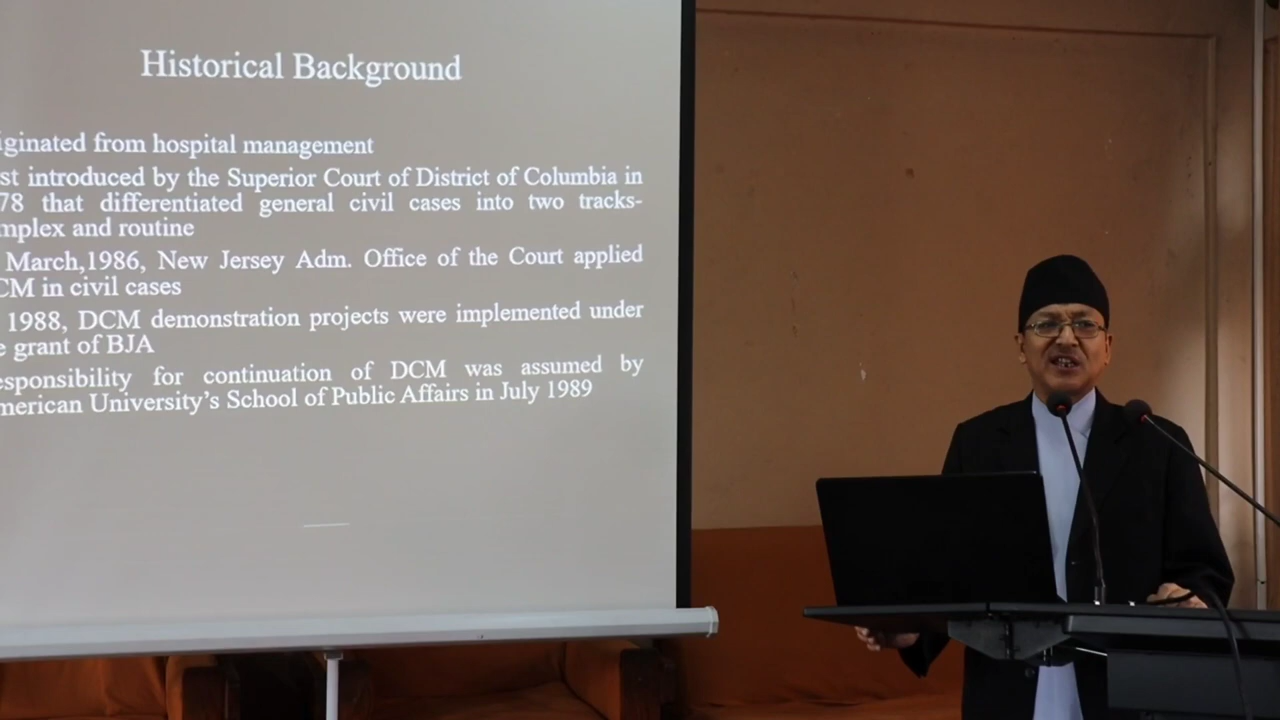 Historical Background
iginated from hospital management
st introduced by the Superior Court of District of Columbia in
78 that differentiated general civil cases into two tracks-
mplex and routine
March,1986, New Jersey Adm. Office of the Court applied
CM in civil cases
1988, DCM demonstration projects were implemented under
e grant of BJA
esponsibility for continuation of DCM was assumed by
merican University's School of Public Affairs in July 1989